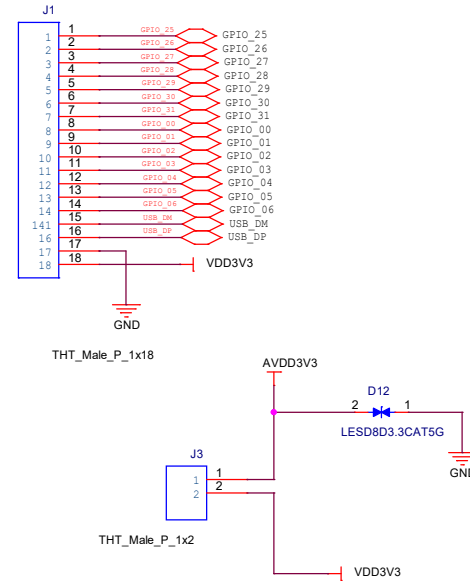 J1
1 1 GPIO_25 GPIO_25
2 2 GPIO_26 GPIO_26
3 3 GPIO_27 GPIO_27
4 4 GPIO_28 GPIO_28
5 5 GPIO_29 GPIO_29
6 6 GPIO_30 GPIO_30
7 7 GPIO_31 GPIO_31
8 8 GPIO_00 GPIO_00
9 9 GPIO_01 GPIO_01
10 10 GPIO_02 GPIO_02
11 11 GPIO_03 GPIO_03
12 12 GPIO_04 GPIO_04
13 13 GPIO_05 GPIO_05
14 14 GPIO_06 GPIO_06
141 15 USB_DM USB_DM
16 16 USB_DP USB_DP
17 17
18 18 VDD3V3
GND
THT_Male_P_1x18
AVDD3V3
D12
2 1
LESD8D3.3CAT5G
GND
J3
1 1
2 2
THT_Male_P_1x2
VDD3V3